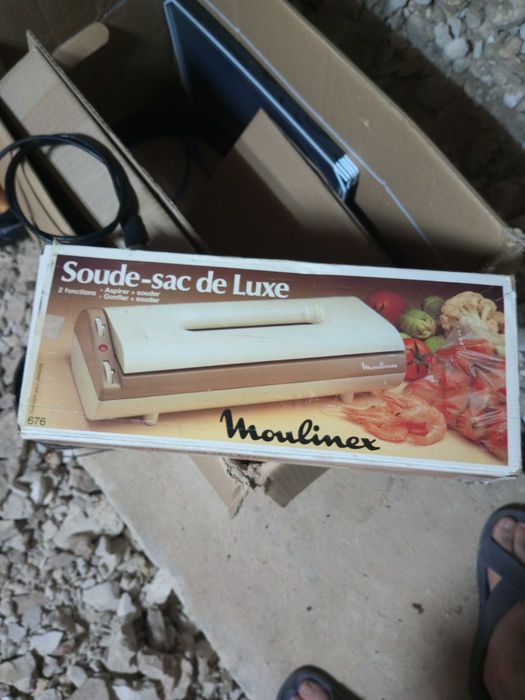 Soude-sac de Luxe
2 fonctions · Aspirer + souder
· Gonfler + souder
Moulinex
Moulinex
676